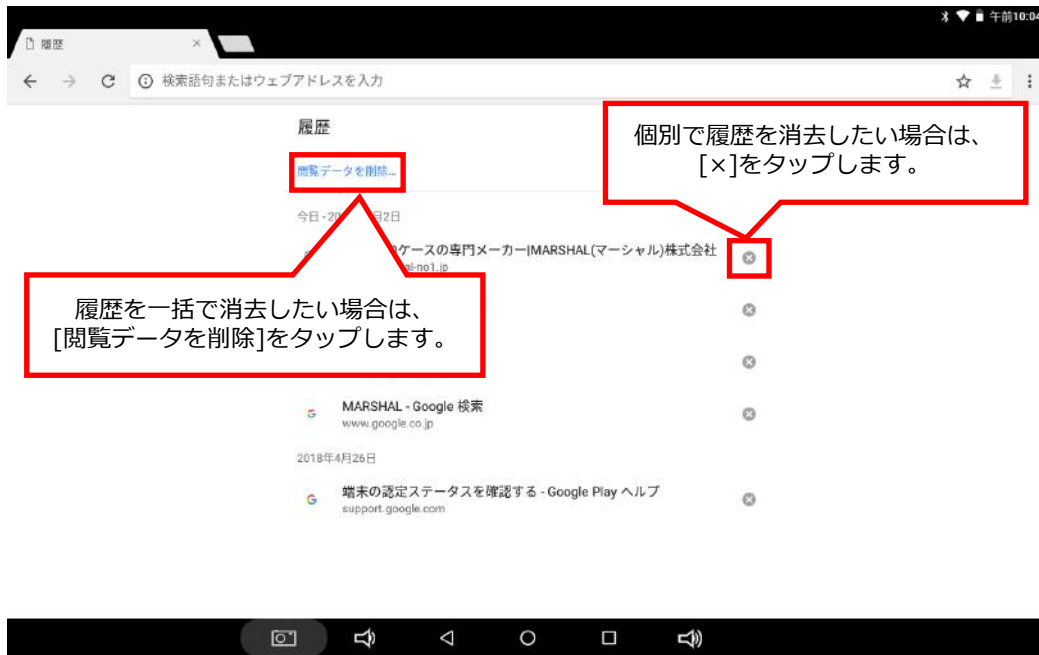 午前10:04
履歴
検索語句またはウェブアドレスを入力
履歴
閲覧データを削除...
個別で履歴を消去したい場合は、
[×]をタップします。
今日 - 20 月2日
ケースの専門メーカー|MARSHAL(マーシャル)株式会社
al-no1.jp
履歴を一括で消去したい場合は、
[閲覧データを削除]をタップします。
MARSHAL - Google 検索
www.google.co.jp
2018年4月26日
端末の認定ステータスを確認する - Google Play ヘルプ
support.google.com